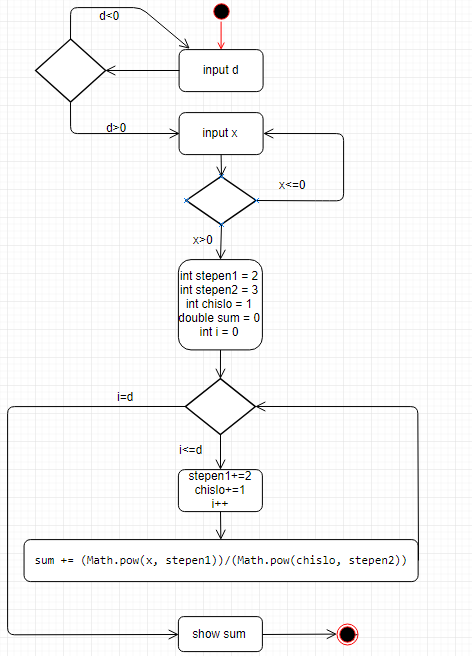 d<0
input d
d>0
input x
x<=0
x>0
int stepen1 = 2
int stepen2 = 3
int chislo = 1
double sum = 0
int i = 0
i=d
i<=d
stepen1+=2
chislo+=1
i++
sum += (Math.pow(x, stepen1))/(Math.pow(chislo, stepen2))
show sum